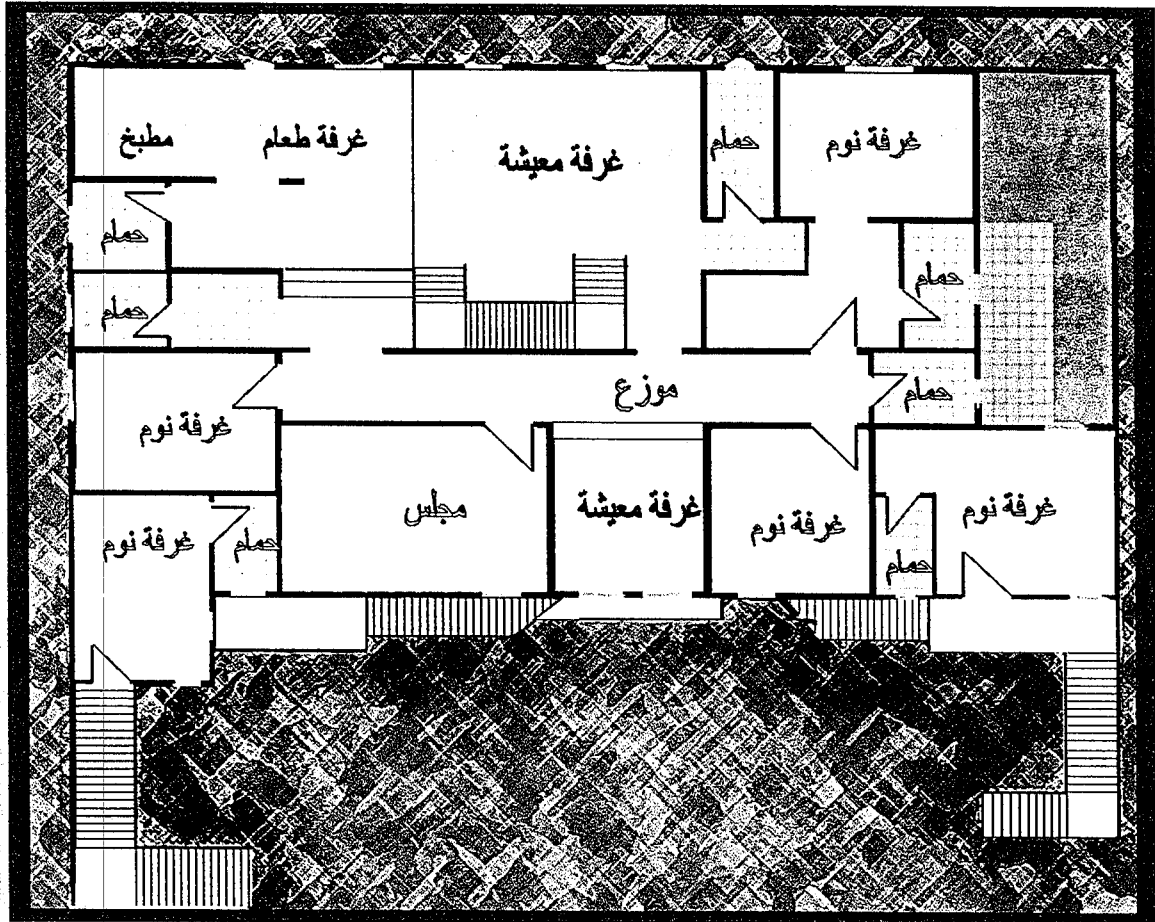 غرفة نوم
حمام
غرفة معيشة
غرفة طعام
مطبخ
حمام
حمام
حمام
حمام
موزع
غرفة نوم
غرفة نوم
غرفة نوم
غرفة معيشة
مجلس
حمام
حمام
غرفة نوم